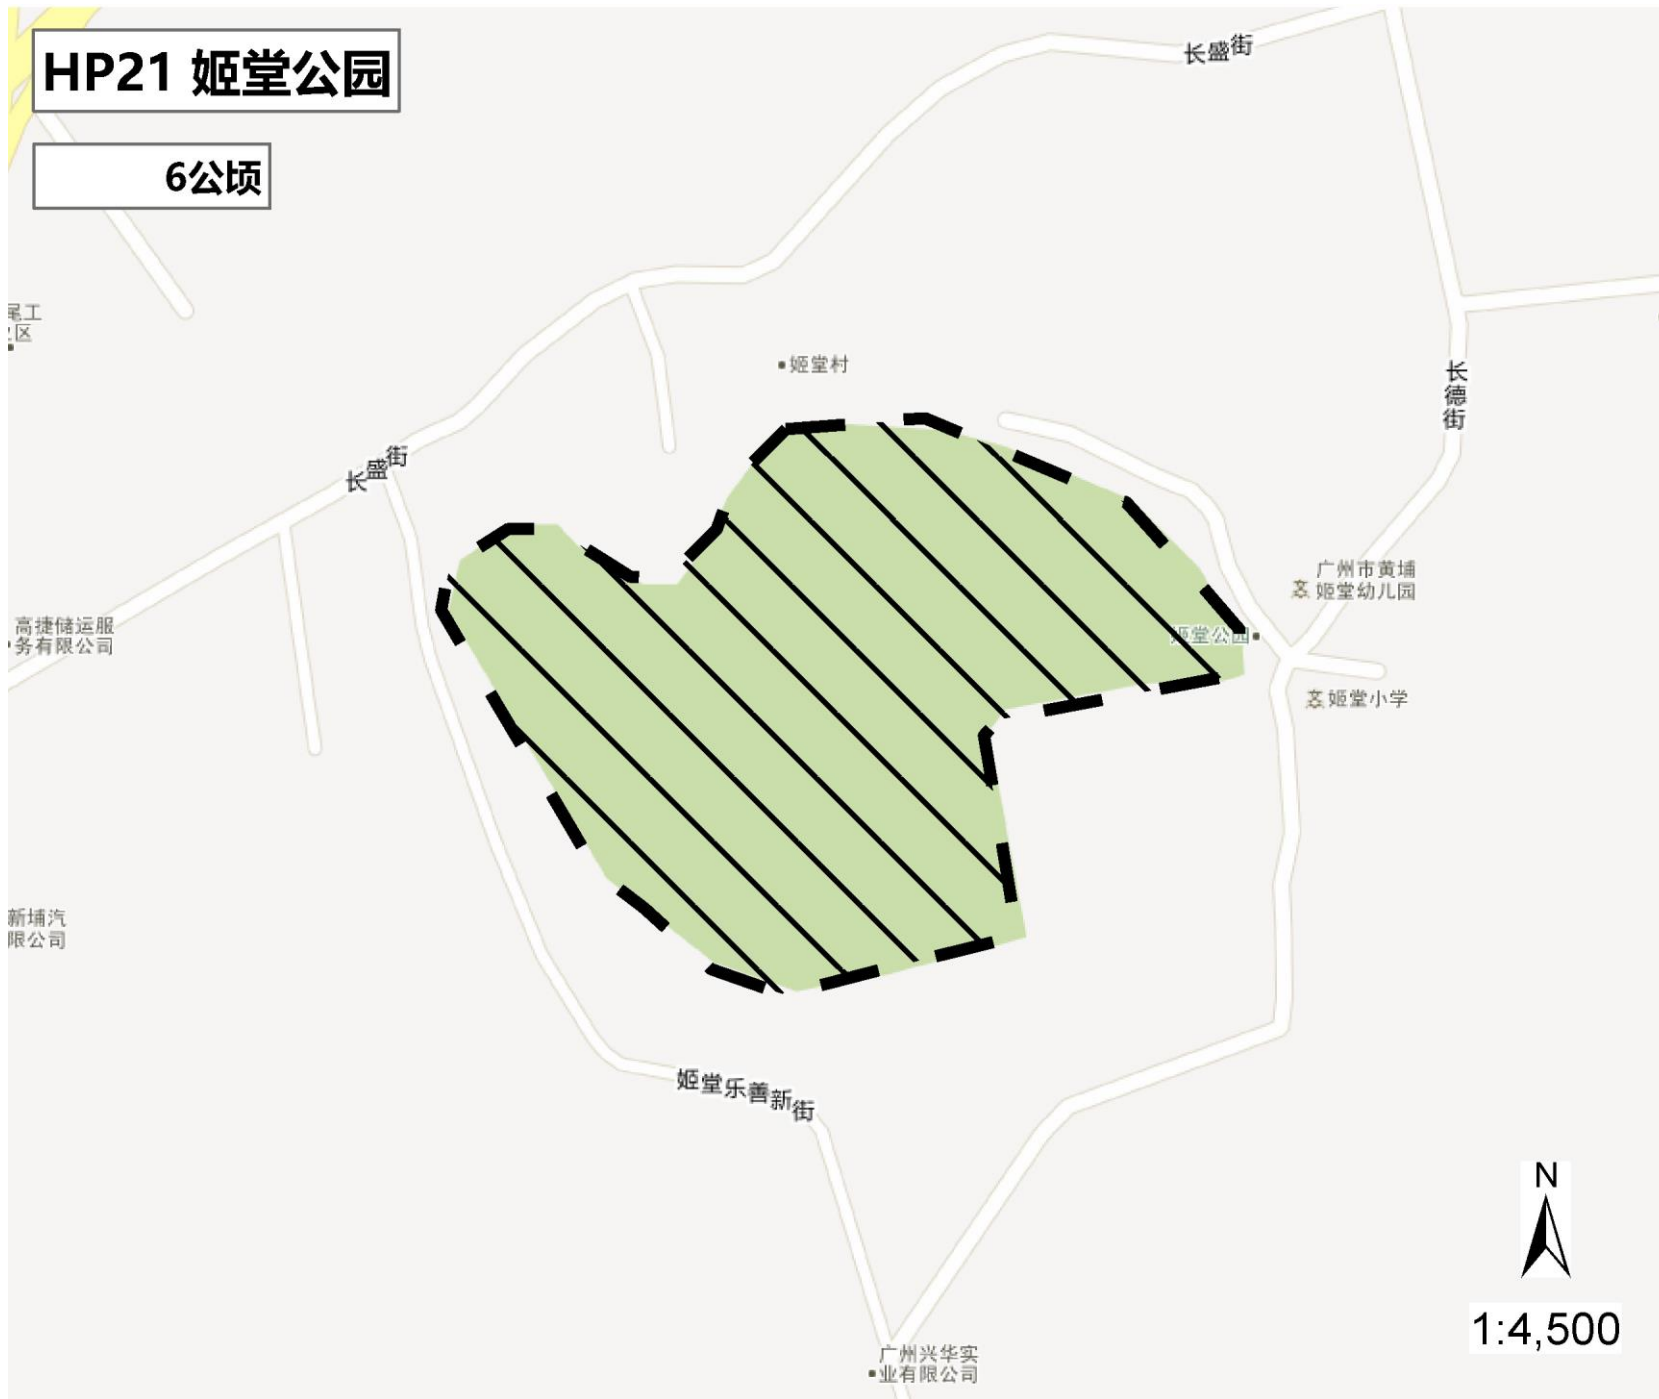 HP21 姬堂公园
6公顷
长盛街
尾工
区
姬堂村
长德街
长盛街
广州市黄埔
姬堂幼儿园
高捷储运服
务有限公司
姬堂公园
姬堂小学
新埔汽
限公司
姬堂乐善新街
N
1:4,500
广州兴华实
业有限公司